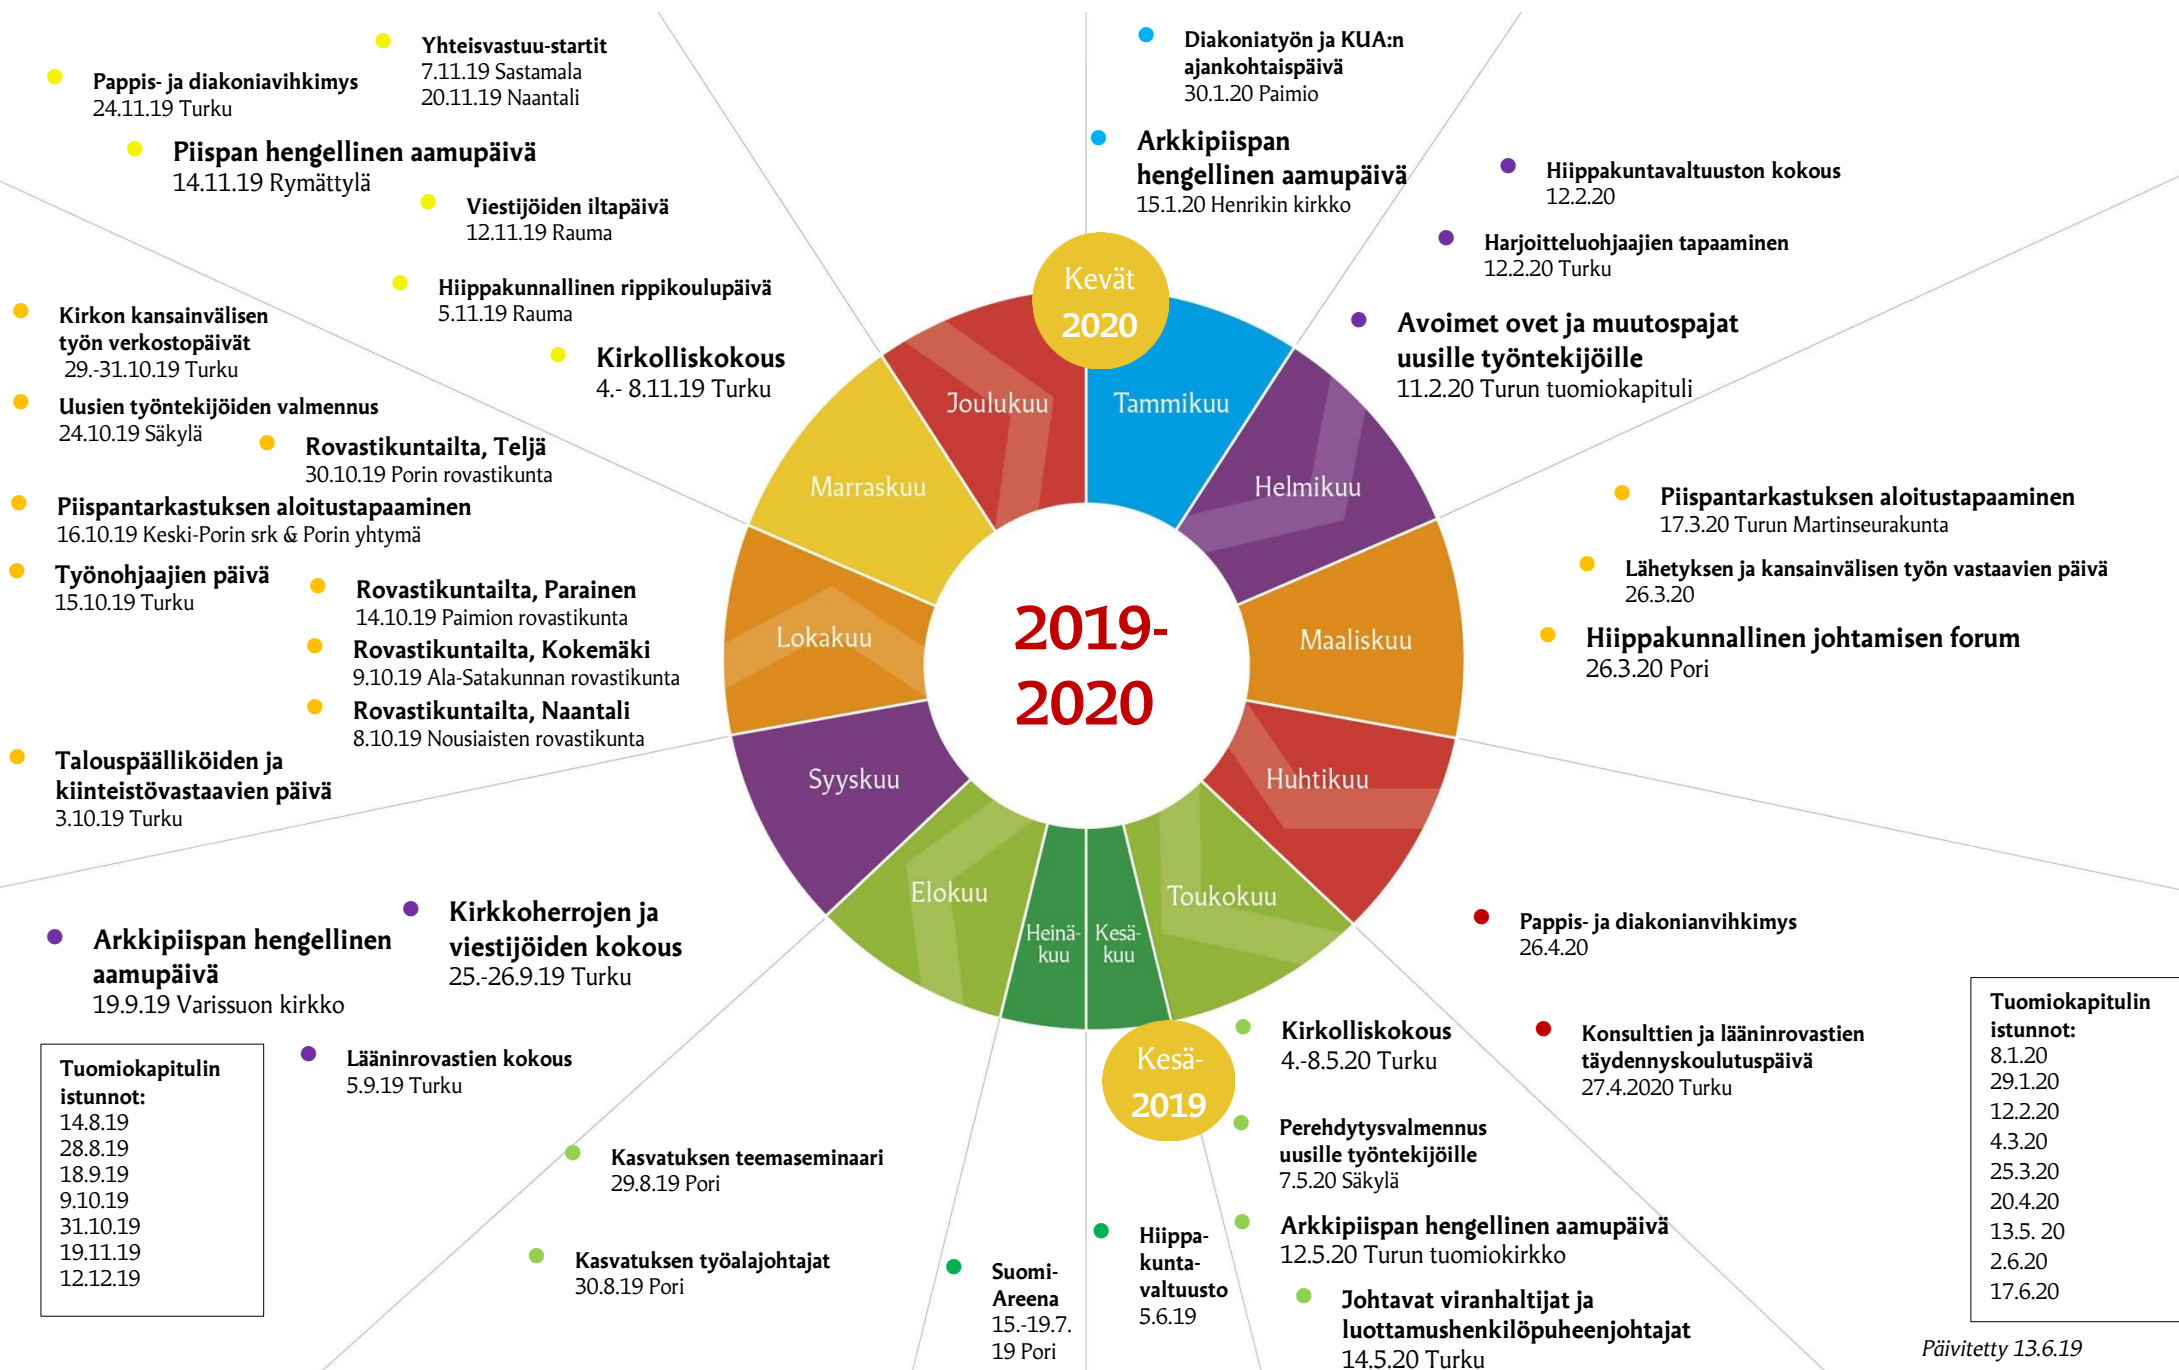 Yhteisvastuu-startit
7.11.19 Sastamala
20.11.19 Naantali
Pappis- ja diakoniavihkimys
24.11.19 Turku
Piispan hengellinen aamupäivä
14.11.19 Rymättylä
Viestijöiden iltapäivä
12.11.19 Rauma
Hiippakunnallinen rippikoulupäivä
5.11.19 Rauma
Kirkolliskokous
4.- 8.11.19 Turku
Kirkon kansainvälisen
työn verkostopäivät
29.-31.10.19 Turku
Uusien työntekijöiden valmennus
24.10.19 Säkylä
Rovastikuntailta, Teljä
30.10.19 Porin rovastikunta
Piispantarkastuksen aloitustapaaminen
16.10.19 Keski-Porin srk & Porin yhtymä
Työnohjaajien päivä
15.10.19 Turku
Rovastikuntailta, Parainen
14.10.19 Paimion rovastikunta
Rovastikuntailta, Kokemäki
9.10.19 Ala-Satakunnan rovastikunta
Rovastikuntailta, Naantali
8.10.19 Nousiaisten rovastikunta
Talouspäälliköiden ja
kiinteistövastaavien päivä
3.10.19 Turku
Kirkkoherrojen ja
viestijöiden kokous
25.-26.9.19 Turku
Arkkipiispan hengellinen
aamupäivä
19.9.19 Varissuon kirkko
Lääninrovastien kokous
5.9.19 Turku
Tuomiokapitulin
istunnot:
14.8.19
28.8.19
18.9.19
9.10.19
31.10.19
19.11.19
12.12.19
Kasvatuksen teemaseminaari
29.8.19 Pori
Kasvatuksen työalajohtajat
30.8.19 Pori
Suomi-
Areena
15.-19.7.
19 Pori
Hiippa-
kunta-
valtuusto
5.6.19
Kevät
2020
Joulukuu
Tammikuu
Marraskuu
Helmikuu
Lokakuu
Maaliskuu
Syyskuu
Huhtikuu
Elokuu
Toukokuu
Heinä-
kuu
Kesä-
kuu
2019-
2020
Kesä-
2019
Diakoniatyön ja KUA:n
ajankohtaispäivä
30.1.20 Paimio
Arkkipiispan
hengellinen aamupäivä
15.1.20 Henrikin kirkko
Hiippakuntavaltuuston kokous
12.2.20
Harjoitteluohjaajien tapaaminen
12.2.20 Turku
Avoimet ovet ja muutospajat
uusille työntekijöille
11.2.20 Turun tuomiokapituli
Piispantarkastuksen aloitustapaaminen
17.3.20 Turun Martinseurakunta
Lähetyksen ja kansainvälisen työn vastaavien päivä
26.3.20
Hiippakunnallinen johtamisen forum
26.3.20 Pori
Pappis- ja diakonianvihkimys
26.4.20
Konsulttien ja lääninrovastien
täydennyskoulutuspäivä
27.4.2020 Turku
Kirkolliskokous
4.-8.5.20 Turku
Perehdytysvalmennus
uusille työntekijöille
7.5.20 Säkylä
Arkkipiispan hengellinen aamupäivä
12.5.20 Turun tuomiokirkko
Johtavat viranhaltijat ja
luottamushenkilöpuheenjohtajat
14.5.20 Turku
Tuomiokapitulin
istunnot:
8.1.20
29.1.20
12.2.20
4.3.20
25.3.20
20.4.20
13.5. 20
2.6.20
17.6.20
Päivitetty 13.6.19